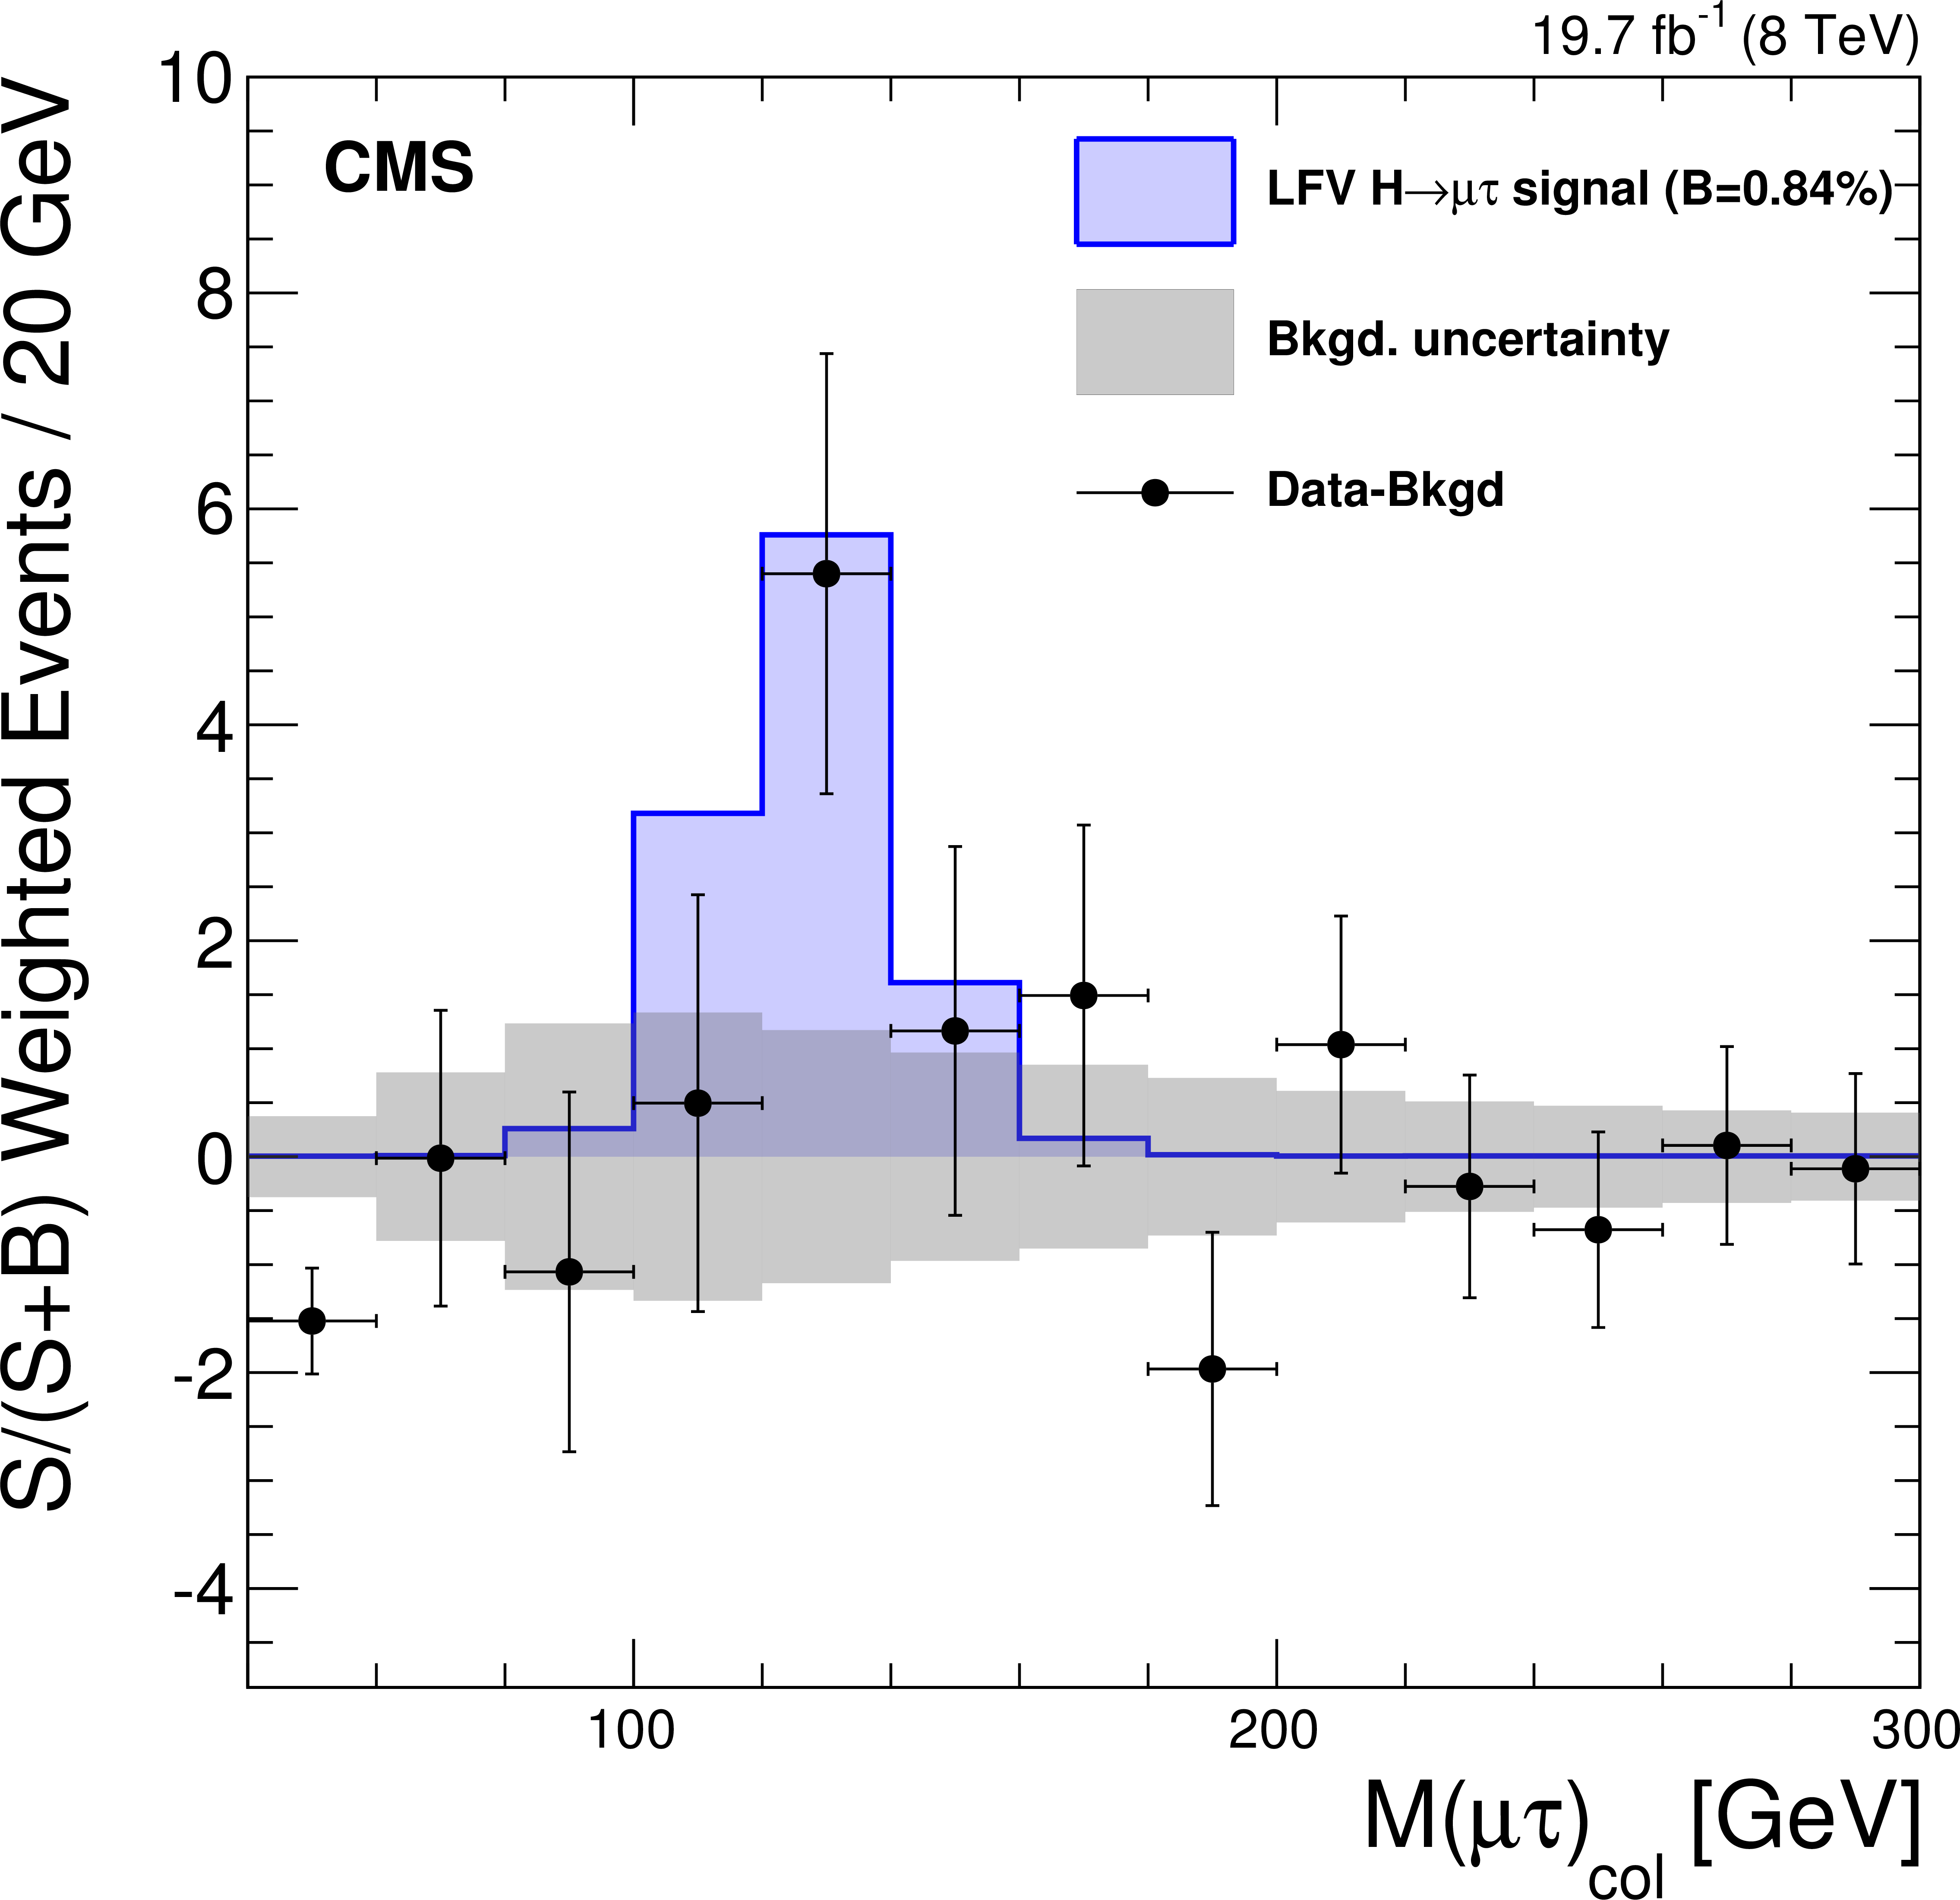 19.7 fb-1 (8 TeV)
CMS
LFV H→μτ signal (B=0.84%)
Bkgd. uncertainty
Data-Bkgd
S/(S+B) Weighted Events / 20 GeV
10
8
6
4
2
0
-2
-4
100 200 300
M(μτ)col [GeV]